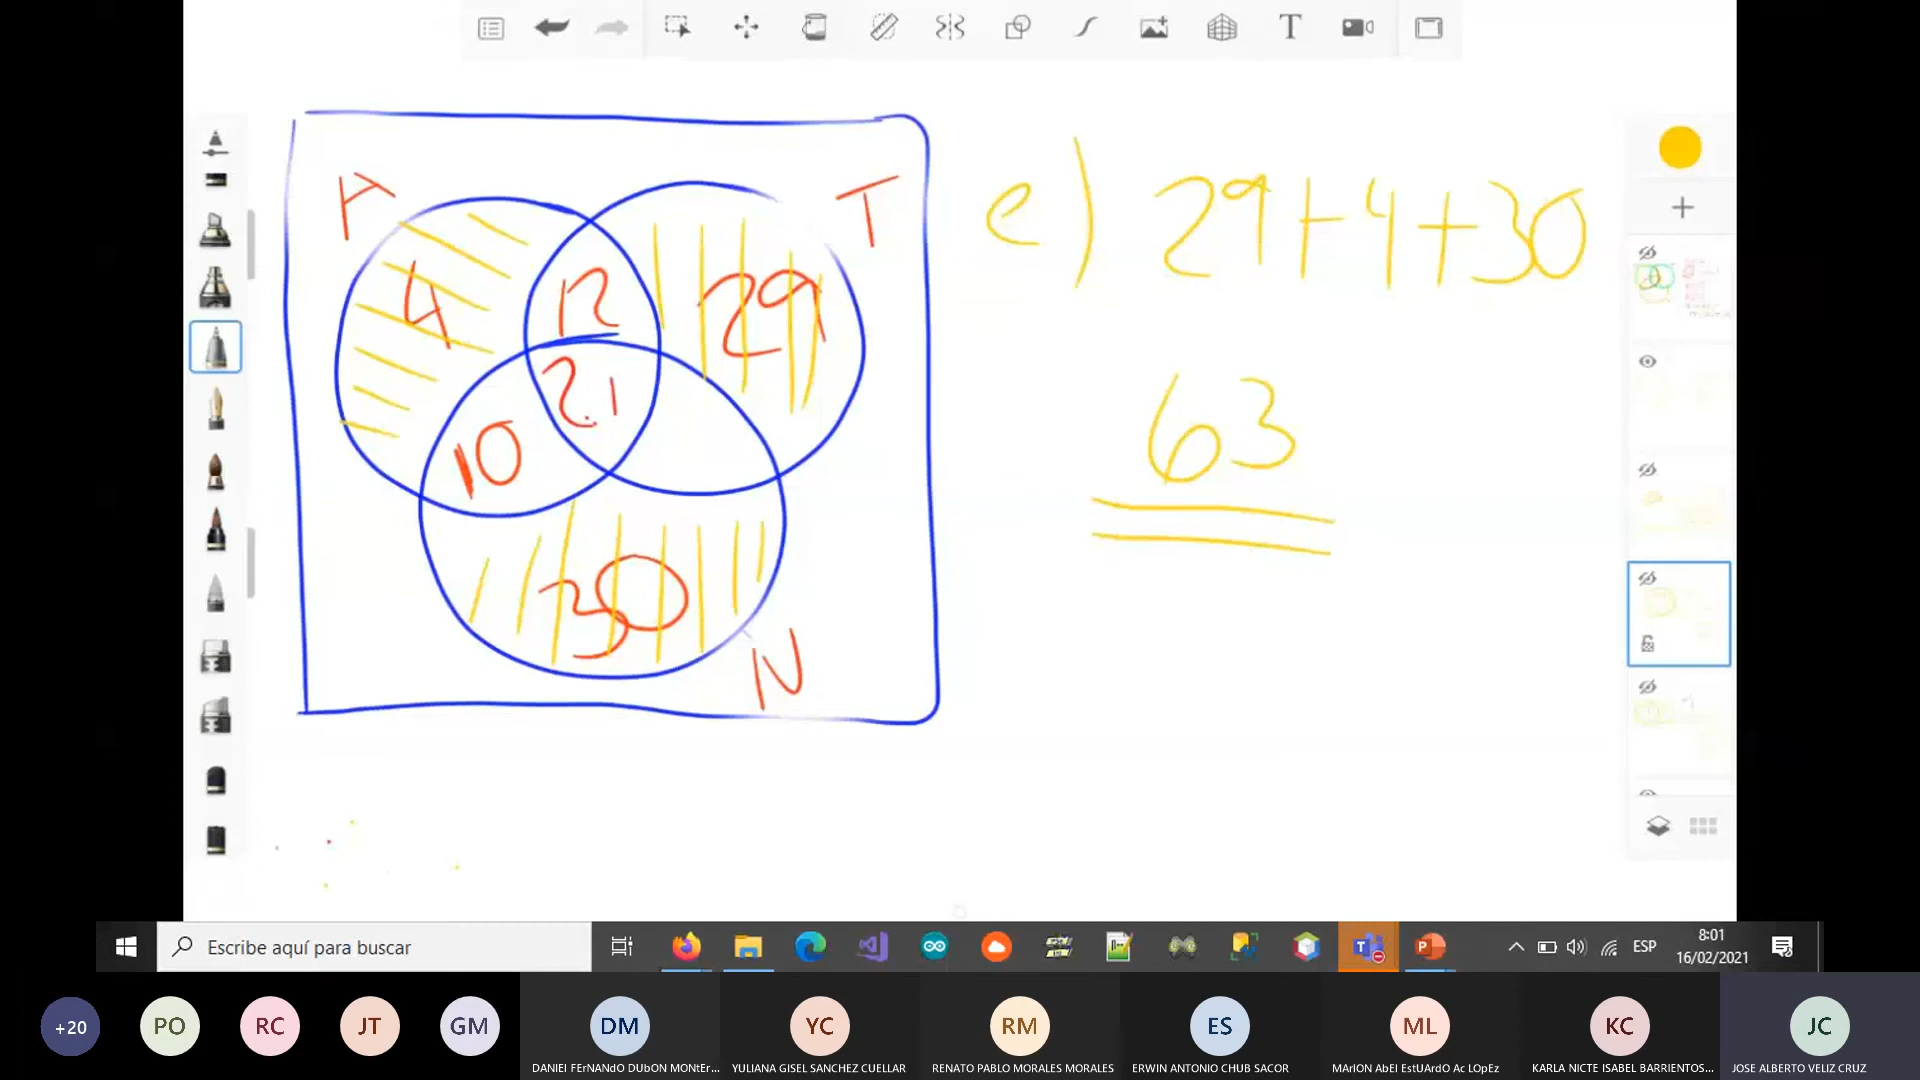 A
T
e) 29+4+30
4
12
29
21
10
63
30
N
Escribe aquí para buscar
ESP
8:01
16/02/2021
+20
PO
RC
JT
GM
DM
YC
RM
ES
ML
KC
JC
DANIEl FErNANdO DUbON MONtEr...
YULIANA GISEL SANCHEZ CUELLAR
RENATO PABLO MORALES MORALES
ERWIN ANTONIO CHUB SACOR
MArION AbEl EstUArdO Ac LOpEz
KARLA NICTE ISABEL BARRIENTOS...
JOSE ALBERTO VELIZ CRUZ